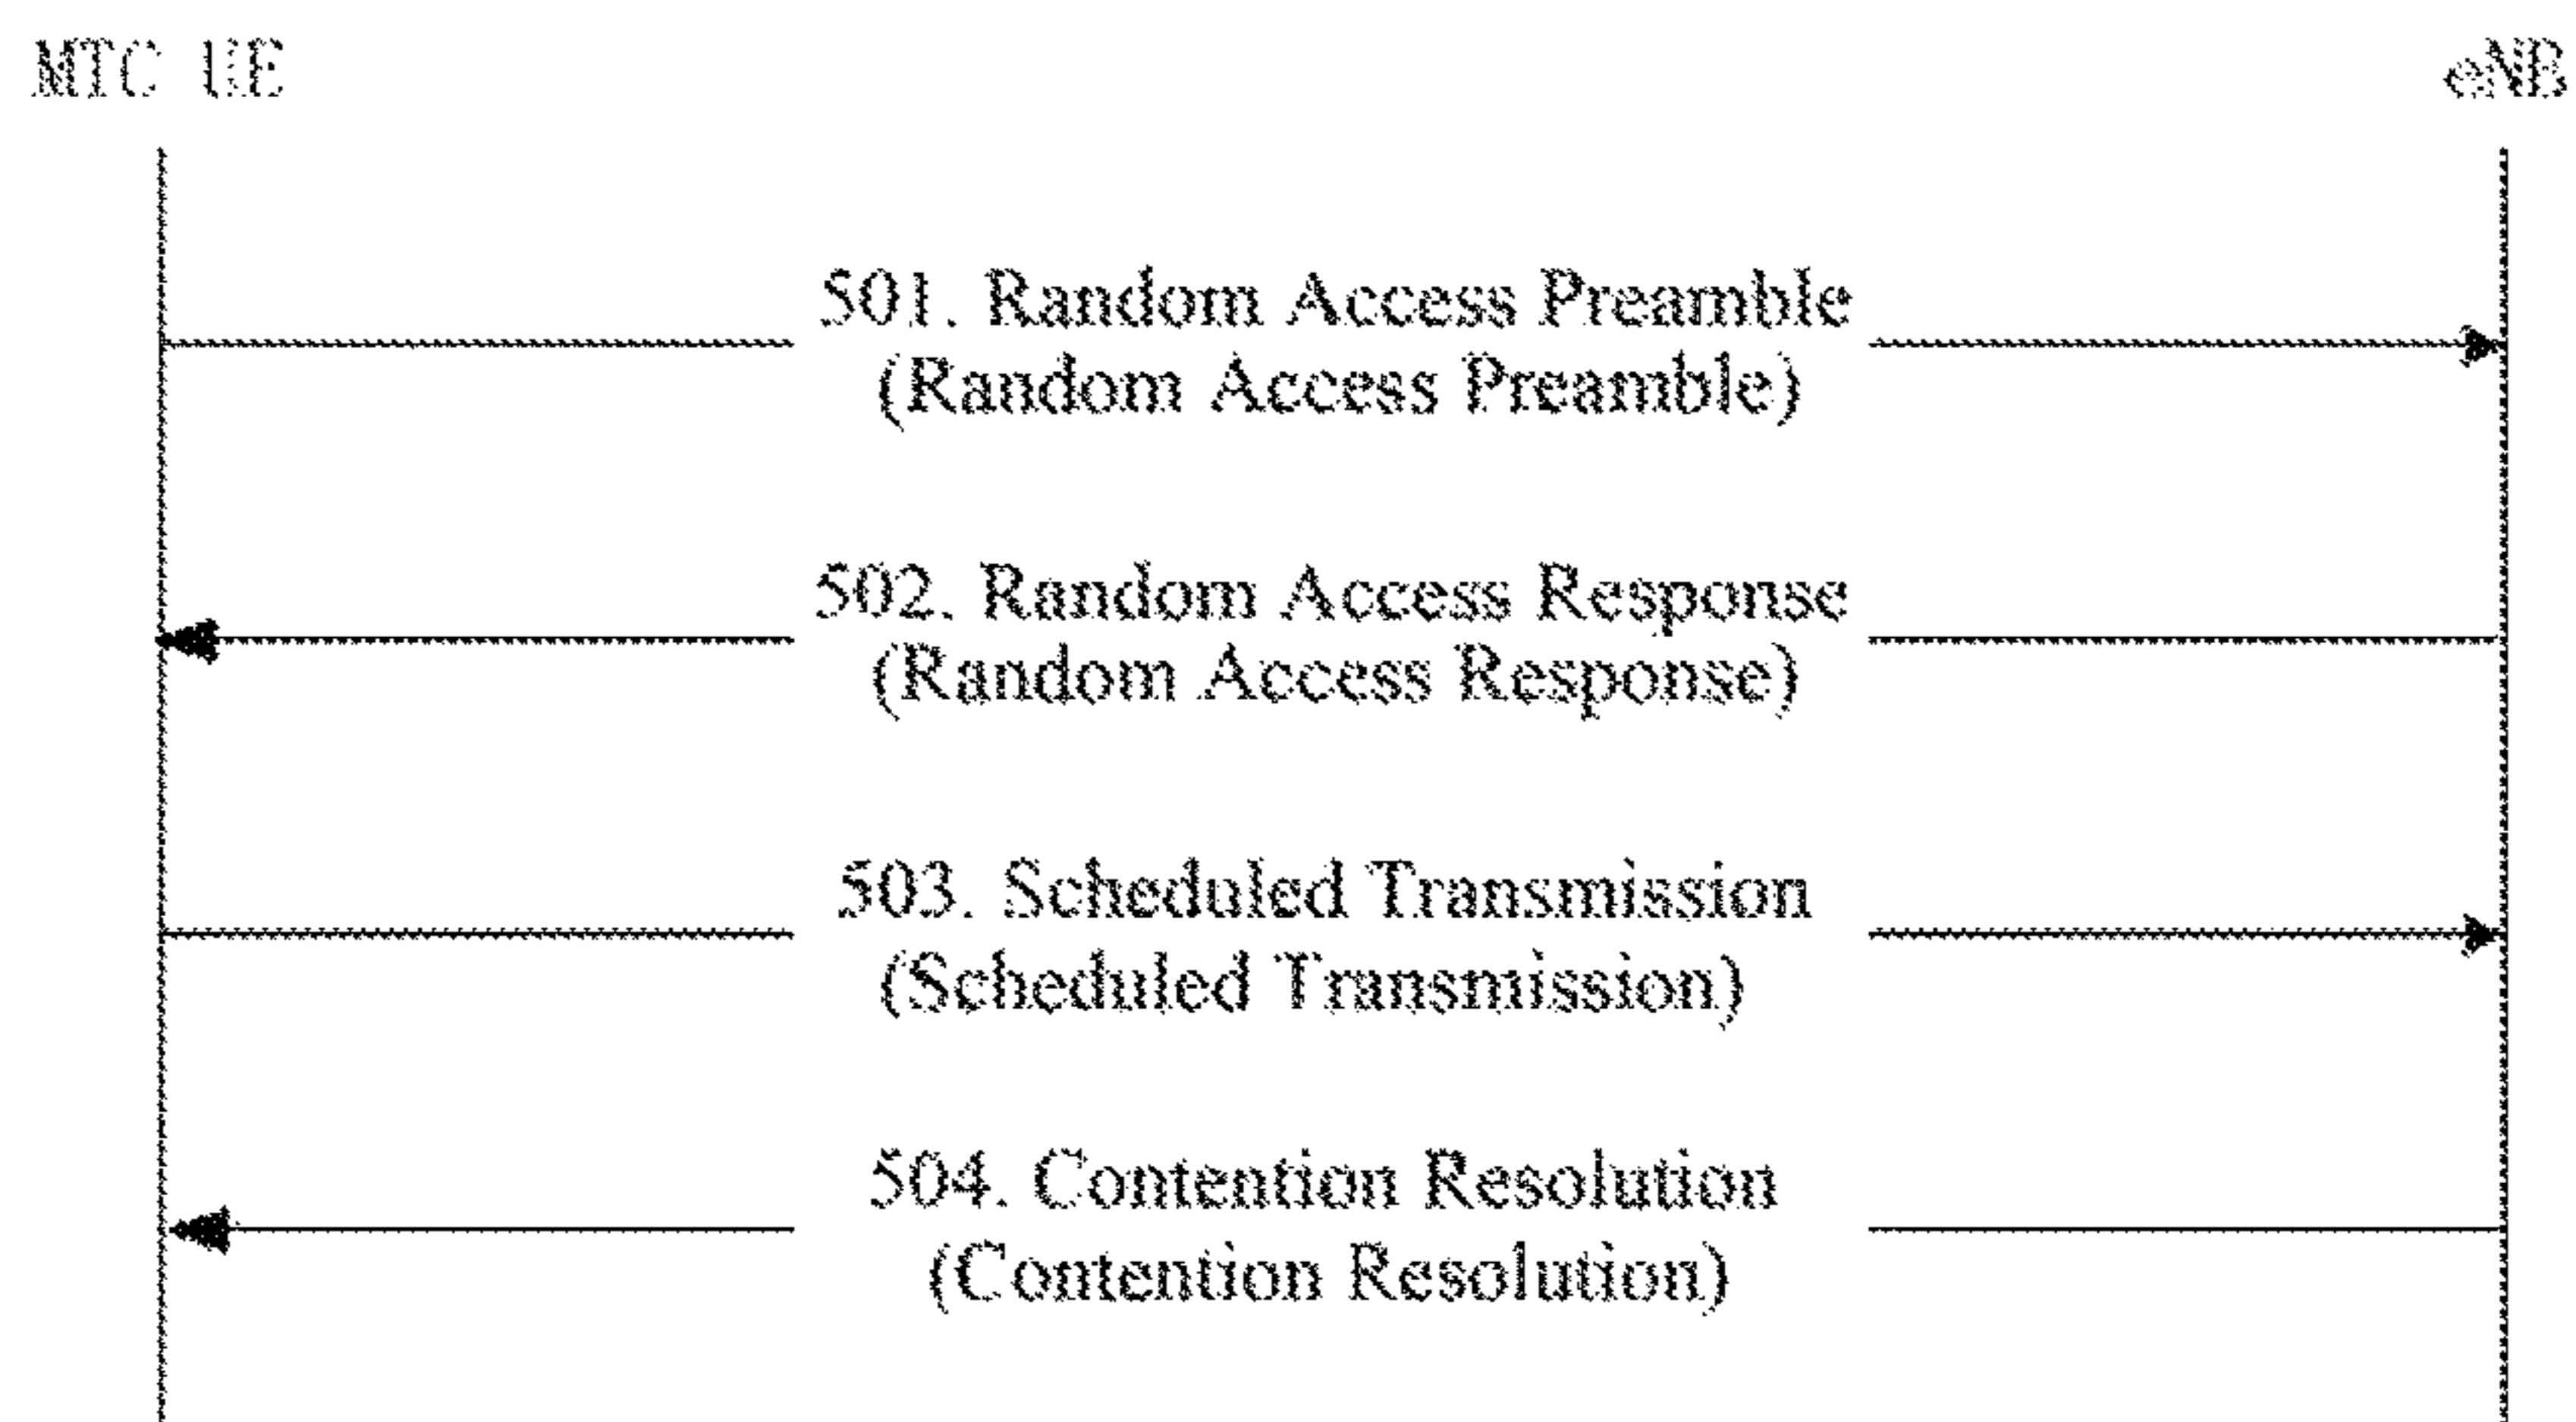 MTC UE
eNB
501. Random Access Preamble
(Random Access Preamble)
502. Random Access Response
(Random Access Response)
503. Scheduled Transmission
(Scheduled Transmission)
504. Contention Resolution
(Contention Resolution)